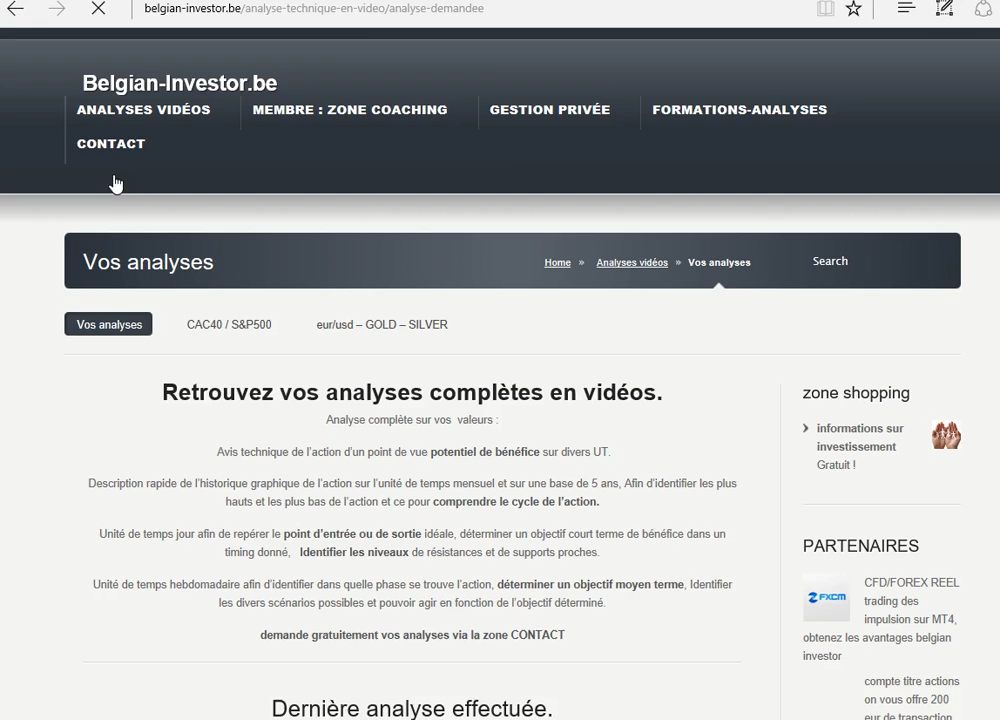 belgian-investor.be/analyse-technique-en-video/analyse-demandee
Belgian-Investor.be
ANALYSES VIDÉOS
MEMBRE : ZONE COACHING
GESTION PRIVÉE
FORMATIONS-ANALYSES
CONTACT
Vos analyses
Home » Analyses vidéos » Vos analyses
Search
Vos analyses
CAC40 / S&P500
eur/usd – GOLD – SILVER
Retrouvez vos analyses complètes en vidéos.
Analyse complète sur vos valeurs :
Avis technique de l'action d'un point de vue potentiel de bénéfice sur divers UT.
Description rapide de l'historique graphique de l'action sur l'unité de temps mensuel et sur une base de 5 ans, Afin d'identifier les plus
hauts et les plus bas de l'action et ce pour comprendre le cycle de l'action.
Unité de temps jour afin de repérer le point d'entrée ou de sortie idéale, déterminer un objectif court terme de bénéfice dans un
timing donné, Identifier les niveaux de résistances et de supports proches.
Unité de temps hebdomadaire afin d'identifier dans quelle phase se trouve l'action, déterminer un objectif moyen terme, Identifier
les divers scénarios possibles et pouvoir agir en fonction de l'objectif déterminé.
demande gratuitement vos analyses via la zone CONTACT
Dernière analyse effectuée.
zone shopping
informations sur
investissement
Gratuit !
PARTENAIRES
FXCM
CFD/FOREX REEL
trading des
impulsion sur MT4,
obtenez les avantages belgian
investor
compte titre actions
on vous offre 200
eur de transaction